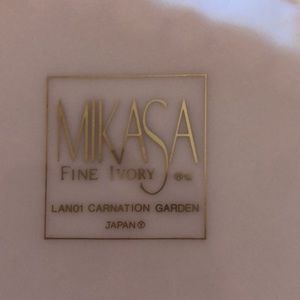 MIKASA
FINE IVORY
LAN01 CARNATION GARDEN
JAPAN Ⓨ